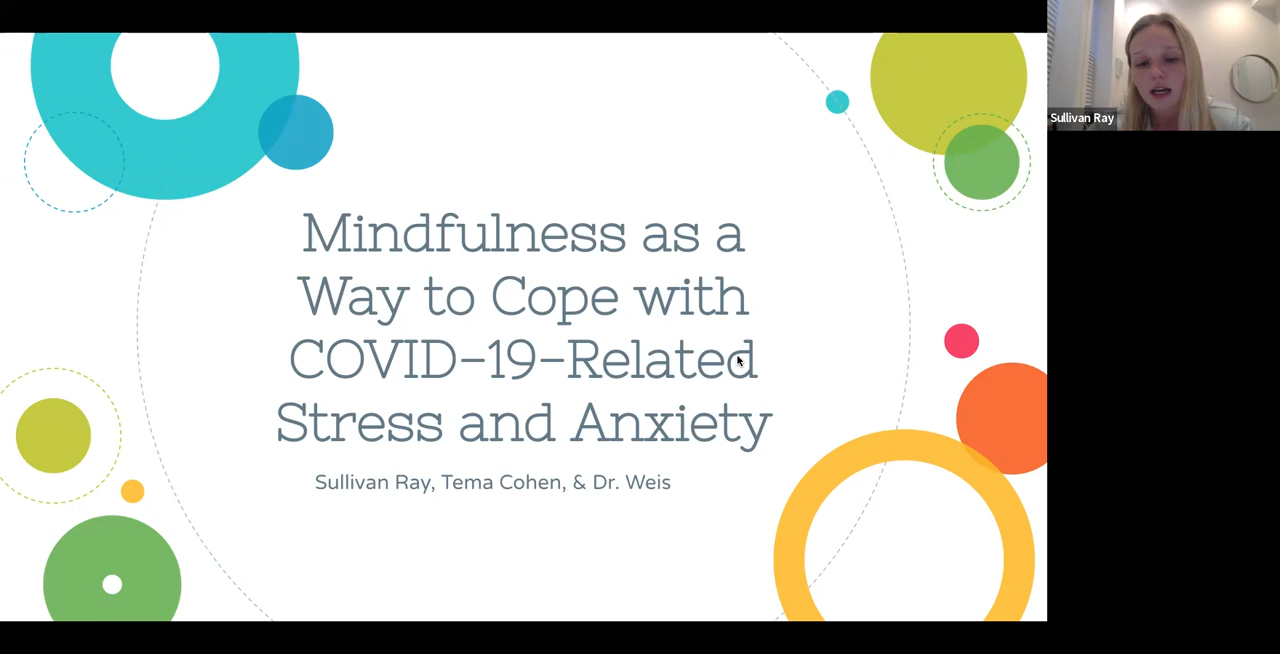 Mindfulness as a
Way to Cope with
COVID-19-Related
Stress and Anxiety
Sullivan Ray, Tema Cohen, & Dr. Weis
Sullivan Ray